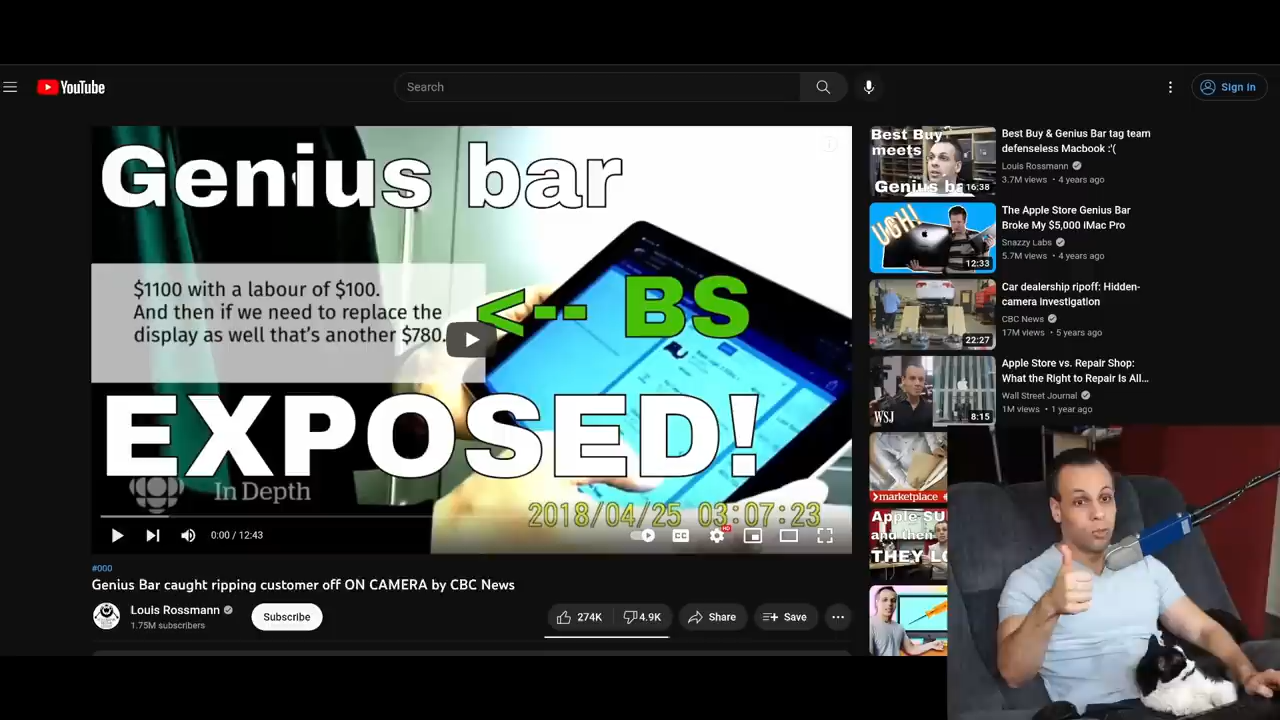 YouTube
Search
Sign in
Genius bar
$1100 with a labour of $100.
And then if we need to replace the
display as well that's another $780.
<-- BS
EXPOSED!
In Depth
2018/04/25 03:07:23
0:00 / 12:43
CC
HD
#000
Genius Bar caught ripping customer off ON CAMERA by CBC News
Louis Rossmann
1.75M subscribers
Subscribe
274K
4.9K
Share
Save
Best Buy
meets
Genius ba
16:38
Best Buy & Genius Bar tag team
defenseless Macbook :'(
Louis Rossmann
3.7M views • 4 years ago
UGH!
12:33
The Apple Store Genius Bar
Broke My $5,000 iMac Pro
Snazzy Labs
5.7M views • 4 years ago
22:27
Car dealership ripoff: Hidden-
camera investigation
CBC News
17M views • 5 years ago
WSJ
8:15
Apple Store vs. Repair Shop:
What the Right to Repair Is All...
Wall Street Journal
1M views • 1 year ago
marketplace
Apple SU
and then
THEY LO